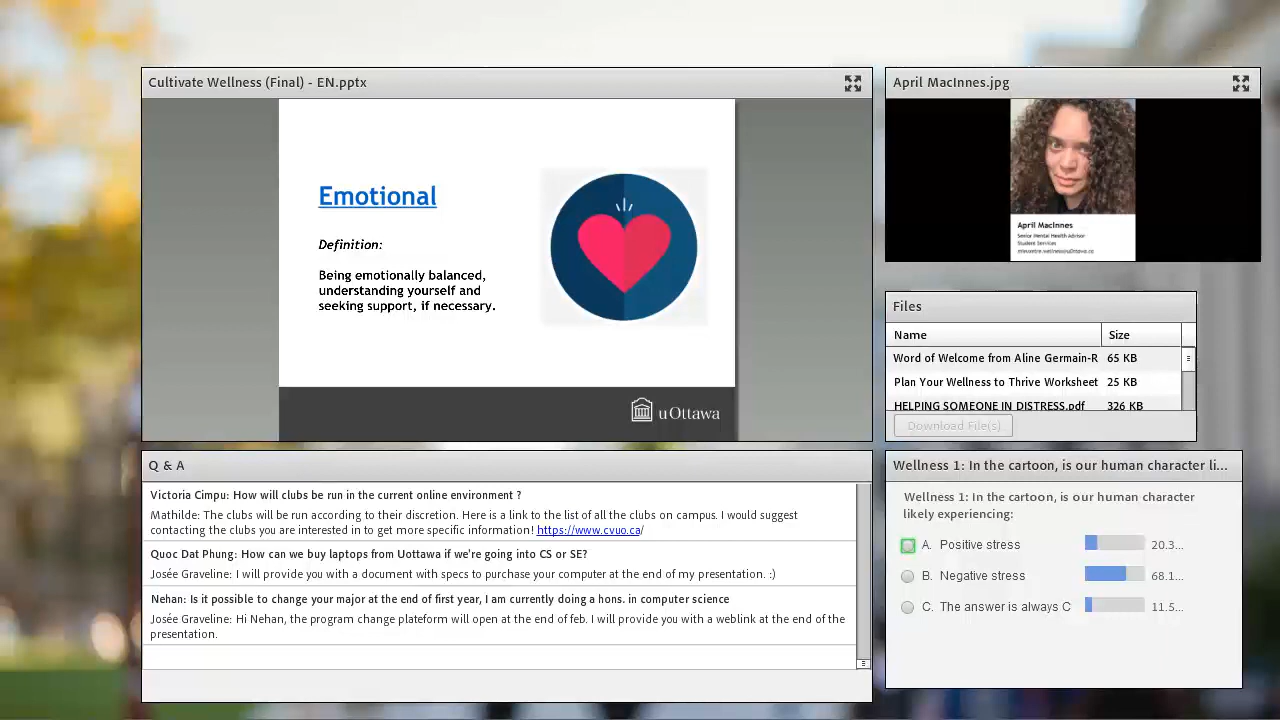 Cultivate Wellness (Final) - EN.pptx
Emotional
Definition:
Being emotionally balanced,
understanding yourself and
seeking support, if necessary.
uOttawa
April MacInnes.jpg
April MacInnes
Senior Mental Health Advisor
Student Services
Files
Name Size
Word of Welcome from Aline Germain-R 65 KB
Plan Your Wellness to Thrive Worksheet 25 KB
HELPING SOMEONE IN DISTRESS.pdf 326 KB
Download File(s)
Q & A
Victoria Cimpu: How will clubs be run in the current online environment ?
Mathilde: The clubs will be run according to their discretion. Here is a link to the list of all the clubs on campus. I would suggest
contacting the clubs you are interested in to get more specific information! https://www.cvuo.ca/
Quoc Dat Phung: How can we buy laptops from Uottawa if we're going into CS or SE?
Josée Graveline: I will provide you with a document with specs to purchase your computer at the end of my presentation. :)
Nehan: Is it possible to change your major at the end of first year, I am currently doing a hons. in computer science
Josée Graveline: Hi Nehan, the program change plateform will open at the end of feb. I will provide you with a weblink at the end of the
presentation.
Wellness 1: In the cartoon, is our human character li...
Wellness 1: In the cartoon, is our human character
likely experiencing:
A. Positive stress 20.3...
B. Negative stress 68.1...
C. The answer is always C 11.5...